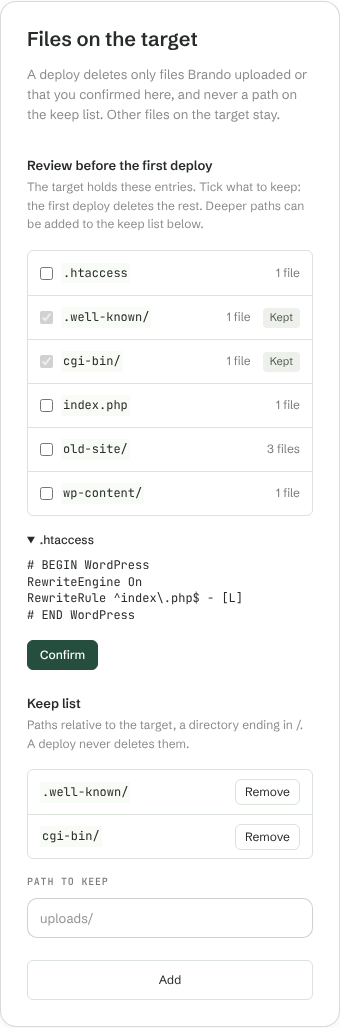 Files on the target
A deploy deletes only files Brando uploaded or
that you confirmed here, and never a path on
the keep list. Other files on the target stay.
Review before the first deploy
The target holds these entries. Tick what to keep:
the first deploy deletes the rest. Deeper paths can
be added to the keep list below.
.htaccess 1 file
.well-known/ 1 file Kept
cgi-bin/ 1 file Kept
index.php 1 file
old-site/ 3 files
wp-content/ 1 file
▼ .htaccess
# BEGIN WordPress
RewriteEngine On
RewriteRule ^index\.php$ - [L]
# END WordPress
Confirm
Keep list
Paths relative to the target, a directory ending in /.
A deploy never deletes them.
.well-known/ Remove
cgi-bin/ Remove
PATH TO KEEP
uploads/
Add